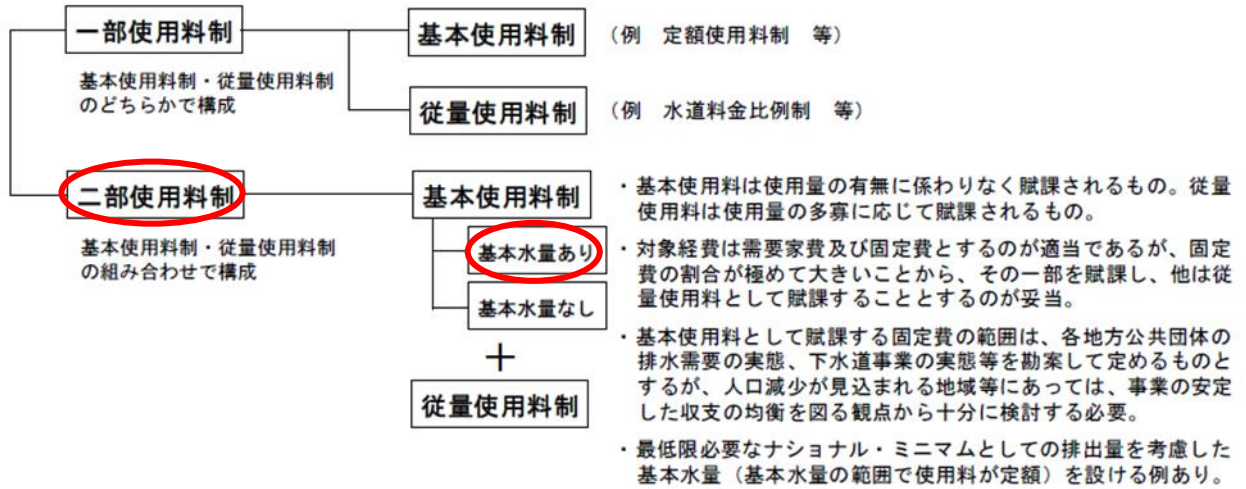 一部使用料制
基本使用料制・従量使用料制
のどちらかで構成
基本使用料制
（例　定額使用料制　等）
従量使用料制
（例　水道料金比例制　等）
二部使用料制
基本使用料制・従量使用料制
の組み合わせで構成
基本使用料制
基本水量あり
基本水量なし
＋
従量使用料制
・基本使用料は使用量の有無に係わりなく賦課されるもの。従量
使用料は使用量の多寡に応じて賦課されるもの。
・対象経費は需要家費及び固定費とするのが適当であるが、固定
費の割合が極めて大きいことから、その一部を賦課し、他は従
量使用料として賦課することとするのが妥当。
・基本使用料として賦課する固定費の範囲は、各地方公共団体の
排水需要の実態、下水道事業の実態等を勘案して定めるものと
するが、人口減少が見込まれる地域等にあっては、事業の安定
した収支の均衡を図る観点から十分に検討する必要。
・最低限必要なナショナル・ミニマムとしての排出量を考慮した
基本水量（基本水量の範囲で使用料が定額）を設ける例あり。